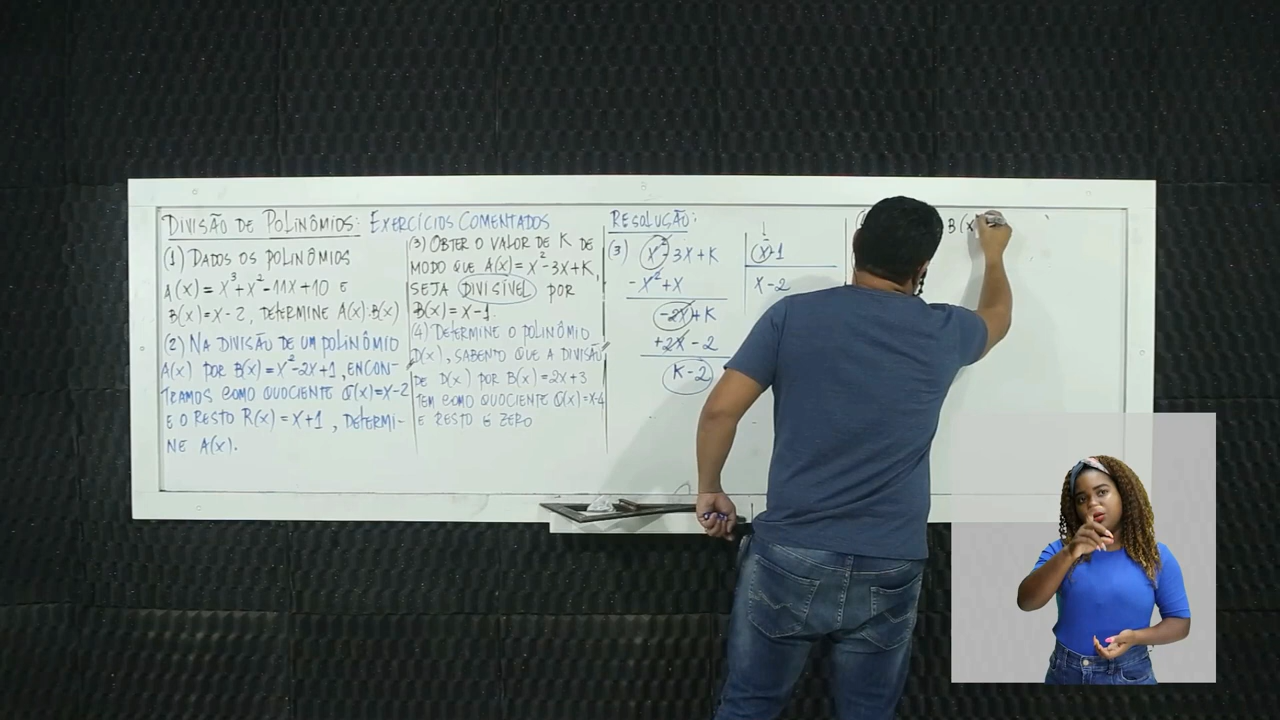 DIVISÃO DE POLINÔMIOS: EXERCÍCIOS COMENTADOS
(1) DADOS OS POLINÔMIOS
A(x) = x³+x²-11x+10 E
B(x) = x-2, DETERMINE A(x):B(x)
(2) NA DIVISÃO DE UM POLINÔMIO
A(x) POR B(x) = x²-2x+1, ENCON-
TRAMOS COMO QUOCIENTE Q(x)=x-2
E O RESTO R(x) = x+1, DETERMI-
NE A(x).
(3) OBTER O VALOR DE K DE
MODO QUE A(x) = x²-3x+K,
SEJA DIVISÍVEL POR
B(x) = x-1.
(4) DETERMINE O POLINÔMIO
D(x), SABENTO QUE A DIVISÃO
DE D(x) POR B(x) = 2x+3
TEM COMO QUOCIENTE Q(x)=x-4
E RESTO E ZERO
RESOLUÇÃO:
(3) x²-3x+K x-1
-x²+x x-2
-2x+K
+2x-2
K-2
B(x)